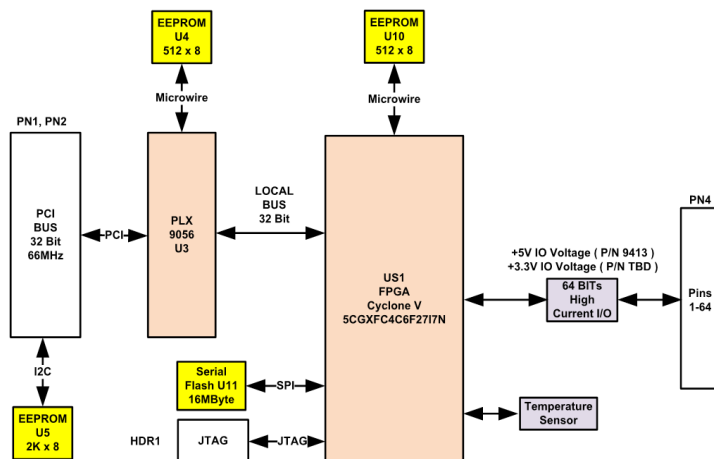 EEPROM
U4
512 x 8
EEPROM
U10
512 x 8
Microwire
Microwire
PN1, PN2
PCI
BUS
32 Bit
66MHz
PCI
PLX
9056
U3
LOCAL
BUS
32 Bit
US1
FPGA
Cyclone V
5CGXFC4C6F27I7N
+5V IO Voltage ( P/N 9413 )
+3.3V IO Voltage ( P/N TBD )
64 BITs
High
Current I/O
PN4
Pins
1-64
I2C
EEPROM
U5
2K x 8
Serial
Flash U11
16MByte
SPI
HDR1
JTAG
JTAG
Temperature
Sensor